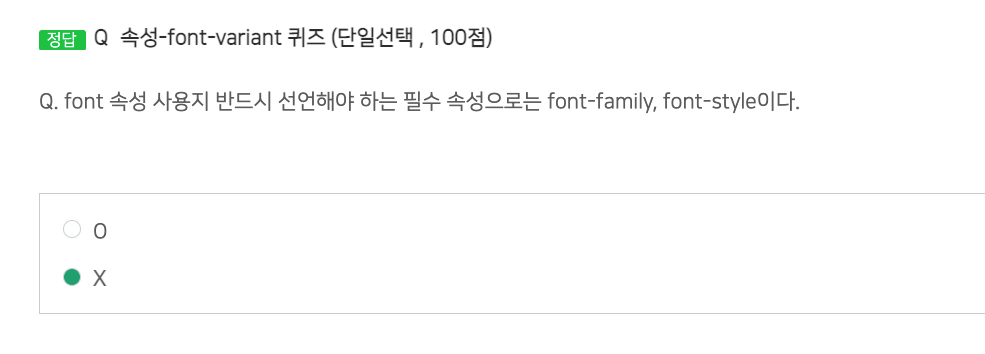 정답 Q 속성-font-variant 퀴즈 (단일선택 , 100점)
Q. font 속성 사용지 반드시 선언해야 하는 필수 속성으로는 font-family, font-style이다.
O
X